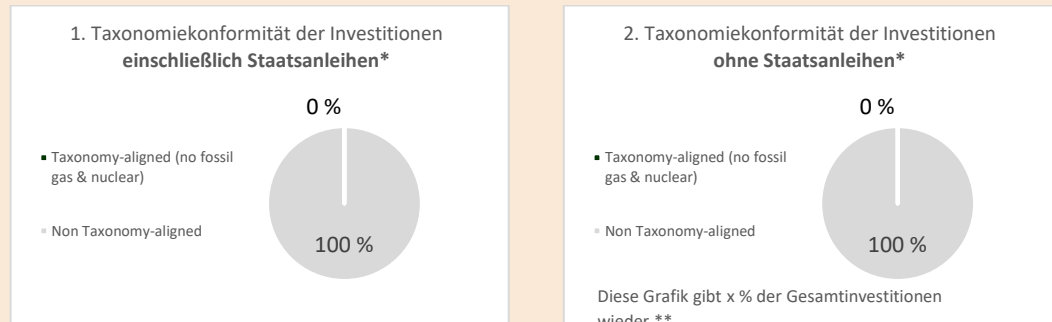 1. Taxonomiekonformität der Investitionen
einschließlich Staatsanleihen*
0 %
Taxonomy-aligned (no fossil
gas & nuclear)
Non Taxonomy-aligned
100 %
2. Taxonomiekonformität der Investitionen
ohne Staatsanleihen*
0 %
Taxonomy-aligned (no fossil
gas & nuclear)
Non Taxonomy-aligned
100 %
Diese Grafik gibt x % der Gesamtinvestitionen
wieder.**